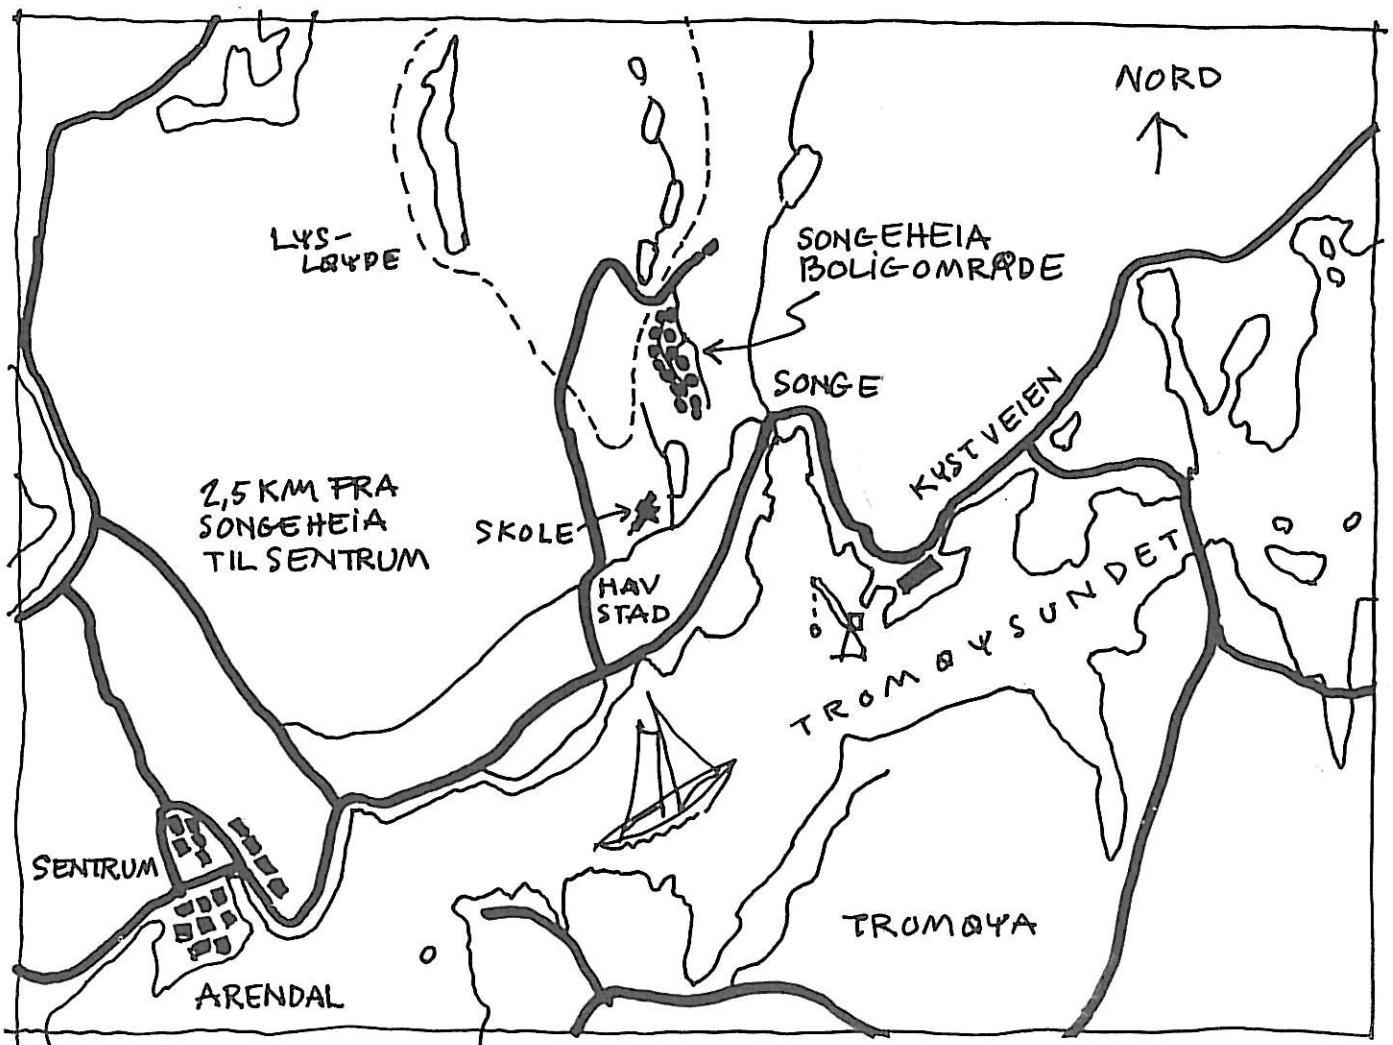 NORD
LYS-
LØYPE
SONGEHEIA
BOLIGOMRÅDE
SONGE
KYSTVEIEN
2,5 KM FRA
SONGEHEIA
TIL SENTRUM
SKOLE
HAV
STAD
TROMØYSUNDET
SENTRUM
TROMØYA
ARENDAL